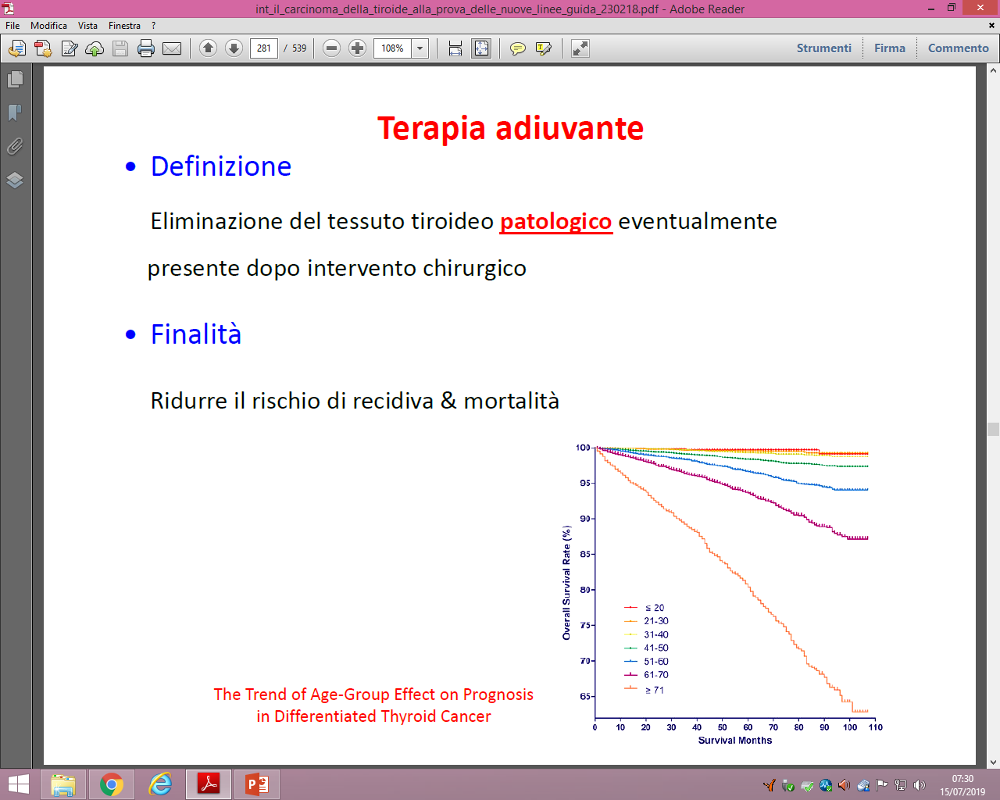 int_il_carcinoma_della_tiroide_alla_prova_delle_nuove_linee_guida_230218.pdf - Adobe Reader
File Modifica Vista Finestra ?
281 / 539 108% Strumenti Firma Commento
Terapia adiuvante
• Definizione
Eliminazione del tessuto tiroideo patologico eventualmente
presente dopo intervento chirurgico
• Finalità
Ridurre il rischio di recidiva & mortalità
100
95
90
85
80
75
70
65
Overall Survival Rate (%)
≤ 20
21-30
31-40
41-50
51-60
61-70
≥ 71
0 10 20 30 40 50 60 70 80 90 100 110
Survival Months
The Trend of Age-Group Effect on Prognosis
in Differentiated Thyroid Cancer
07:30
15/07/2019